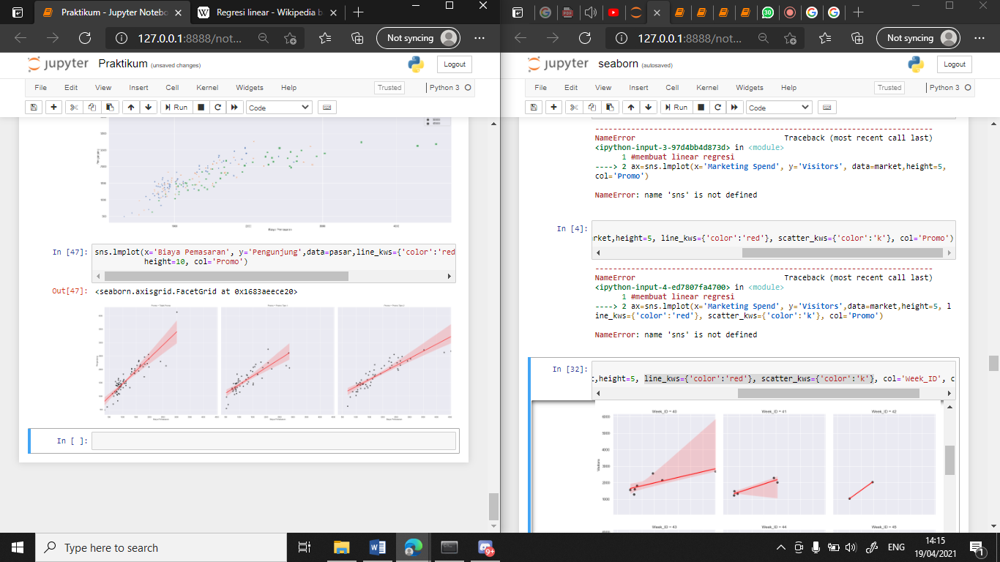 Praktikum - Jupyter Notebo
Regresi linear - Wikipedia b
127.0.0.1:8888/not...
Not syncing
jupyter Praktikum (unsaved changes)
Logout
File Edit View Insert Cell Kernel Widgets Help
Trusted
Python 3
Run
Code
In [47]:
sns.lmplot(x='Biaya Pemasaran', y='Pengunjung',data=pasar,line_kws={'color':'red
height=10, col='Promo')
Out[47]:
<seaborn.axisgrid.FacetGrid at 0x1683aeece20>
In [ ]:
30
127.0.0.1:8888/not...
Not syncing
jupyter seaborn (autosaved)
Logout
File Edit View Insert Cell Kernel Widgets Help
Trusted
Python 3
Run
Code
---------------------------------------------------------------------------
NameError Traceback (most recent call last)
<ipython-input-3-97d4bb4d873d> in <module>
1 #membuat linear regresi
----> 2 ax=sns.lmplot(x='Marketing Spend', y='Visitors', data=market,height=5,
col='Promo')
NameError: name 'sns' is not defined
In [4]:
rket,height=5, line_kws={'color':'red'}, scatter_kws={'color':'k'}, col='Promo')
---------------------------------------------------------------------------
NameError Traceback (most recent call last)
<ipython-input-4-ed7807fa4700> in <module>
1 #membuat linear regresi
----> 2 ax=sns.lmplot(x='Marketing Spend', y='Visitors',data=market,height=5, l
ine_kws={'color':'red'}, scatter_kws={'color':'k'}, col='Promo')
NameError: name 'sns' is not defined
In [32]:
,height=5, line_kws={'color':'red'}, scatter_kws={'color':'k'}, col='Week_ID', c
Week_ID = 40
Week_ID = 41
Week_ID = 42
6000
5000
4000
3000
2000
1000
Visitors
Week_ID = 43
Week_ID = 44
Week_ID = 45
Type here to search
9+
ENG
14:15
19/04/2021
1